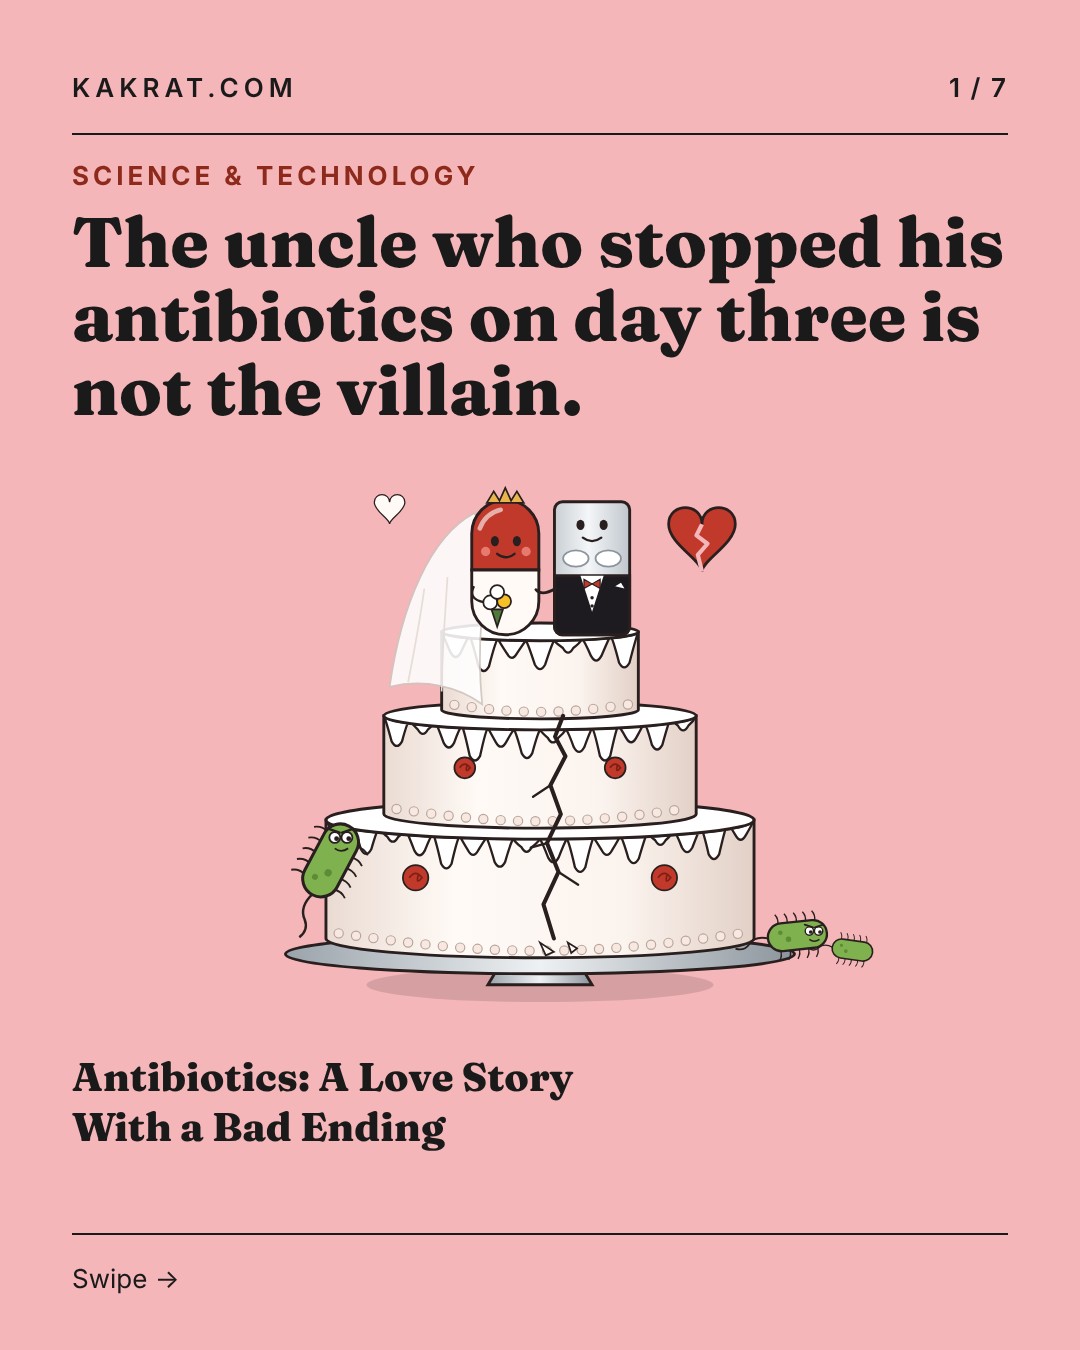 KAKRAT.COM
1 / 7
SCIENCE & TECHNOLOGY
The uncle who stopped his
antibiotics on day three is
not the villain.
Antibiotics: A Love Story
With a Bad Ending
Swipe →